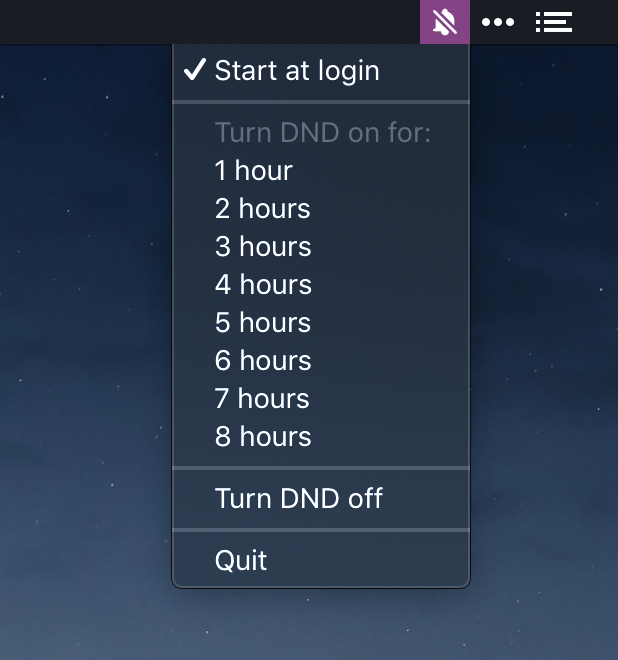 Start at login
Turn DND on for:
1 hour
2 hours
3 hours
4 hours
5 hours
6 hours
7 hours
8 hours
Turn DND off
Quit